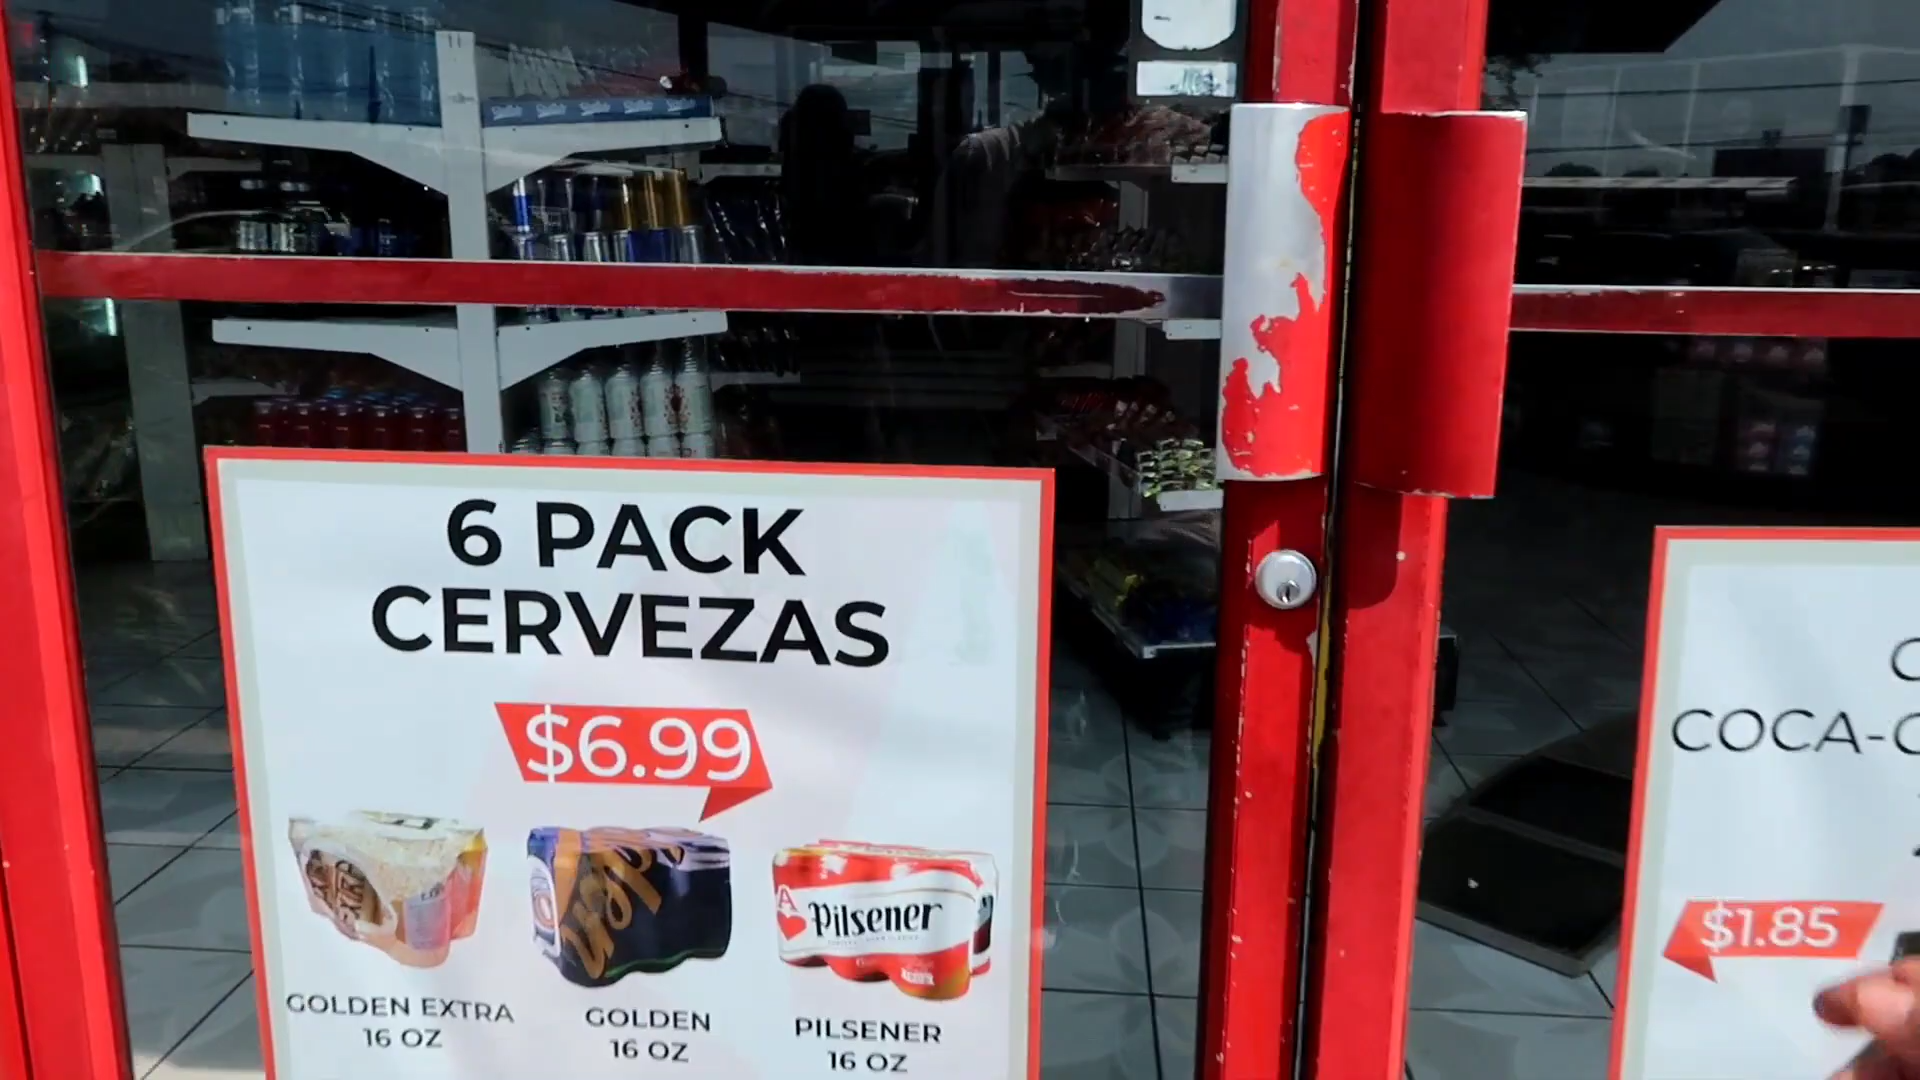 6 PACK
CERVEZAS
$6.99
Pilsener
GOLDEN EXTRA
16 OZ
GOLDEN
16 OZ
PILSENER
16 OZ
COCA-
$1.85